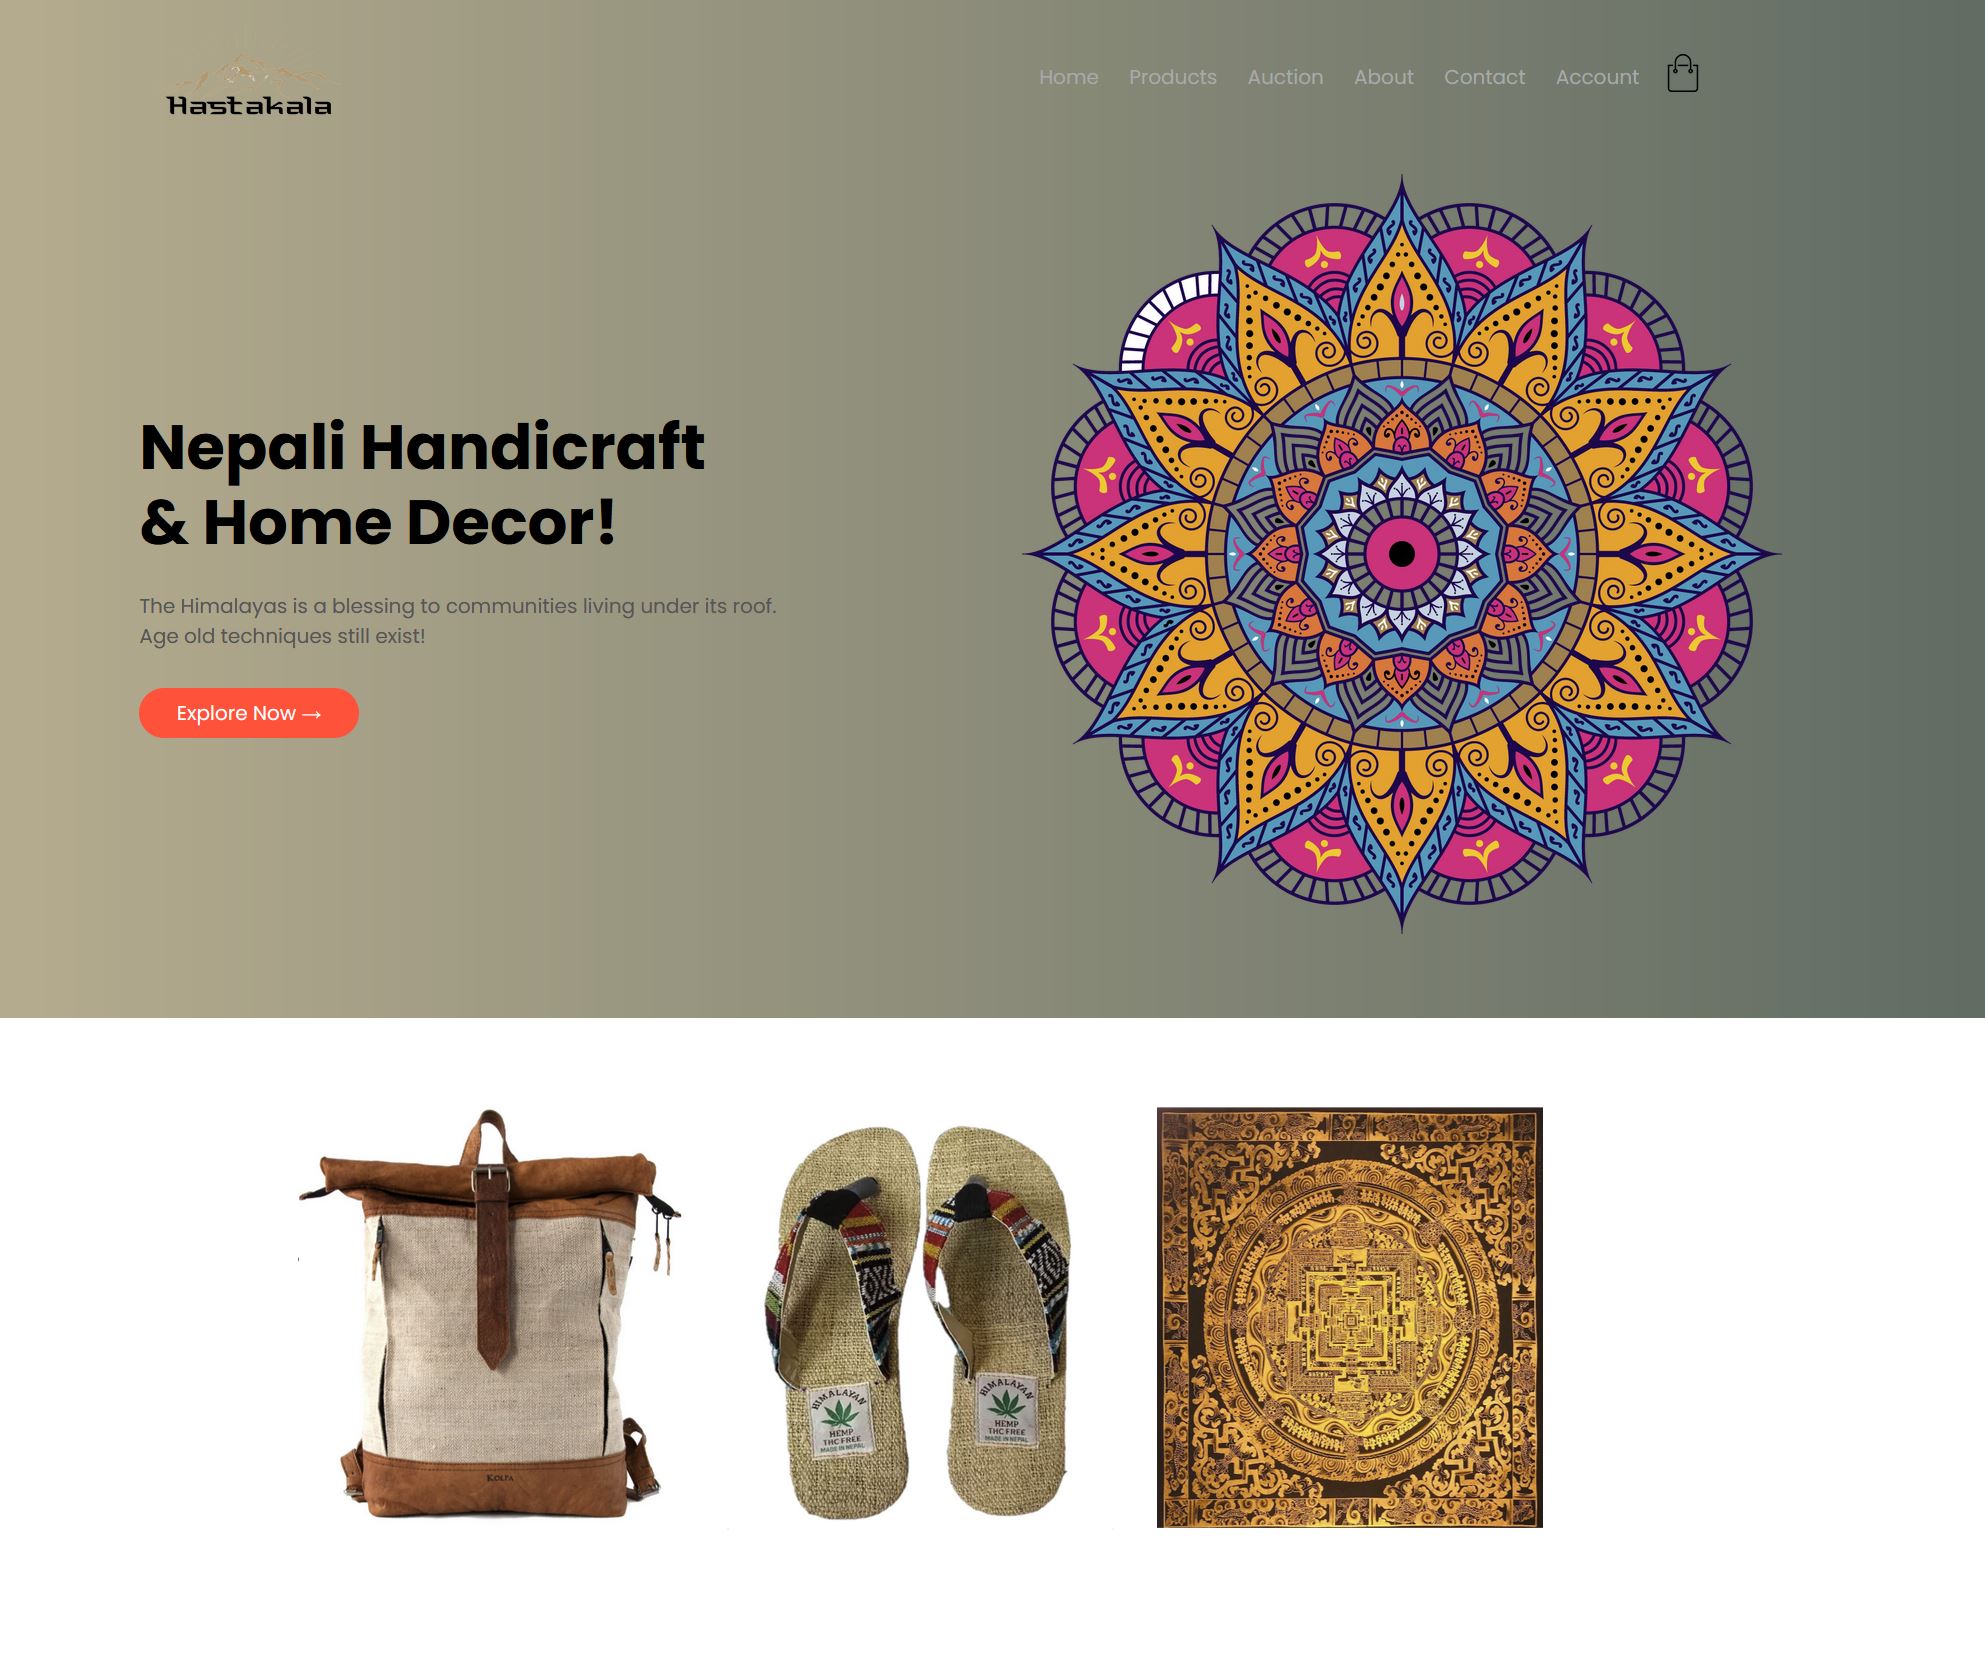 Hastakala
Home Products Auction About Contact Account
Nepali Handicraft
& Home Decor!
The Himalayas is a blessing to communities living under its roof.
Age old techniques still exist!
Explore Now →
KOLPA
HIMALAYAN
HEMP
THC FREE
MADE IN NEPAL
HIMALAYAN
HEMP
THC FREE
MADE IN NEPAL